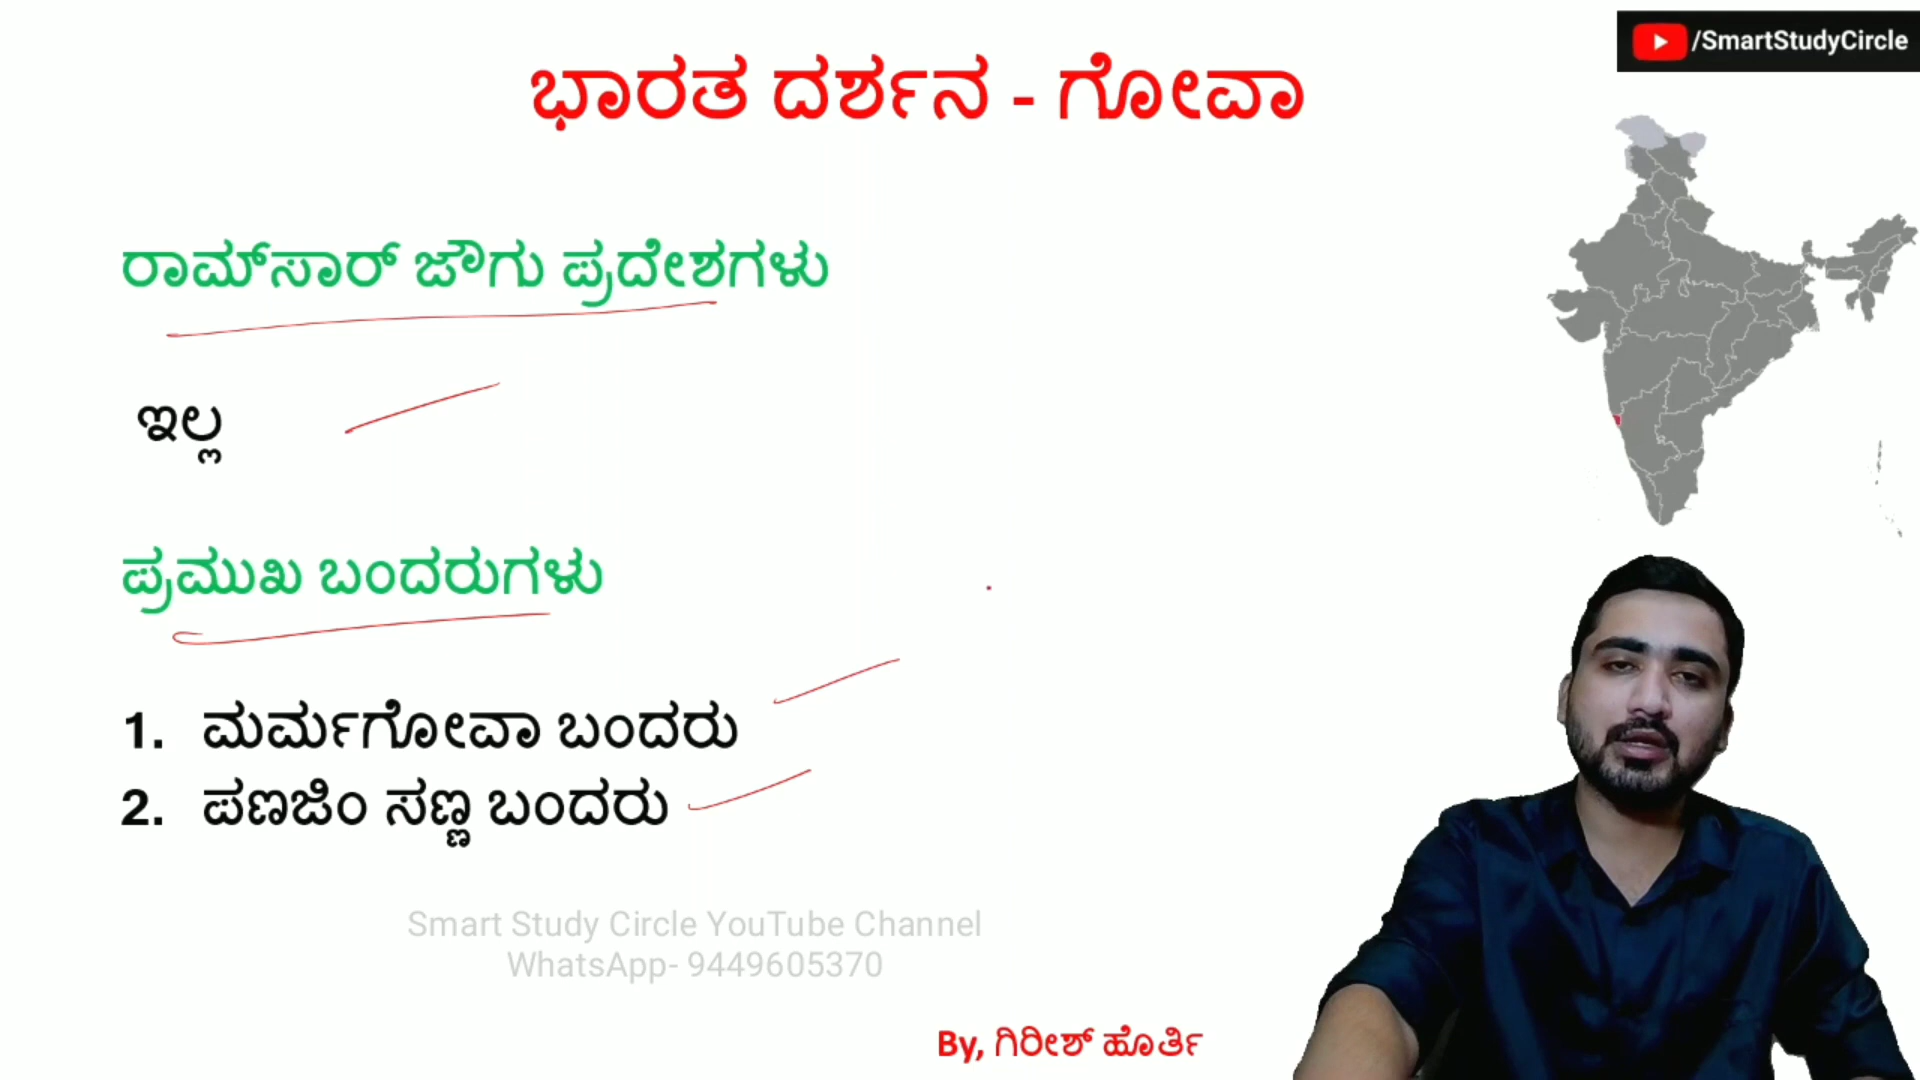 /SmartStudyCircle
ಭಾರತ ದರ್ಶನ - ಗೋವಾ
ರಾಮ್‌ಸಾರ್ ಜೌಗು ಪ್ರದೇಶಗಳು
ಇಲ್ಲ
ಪ್ರಮುಖ ಬಂದರುಗಳು
1. ಮರ್ಮಗೋವಾ ಬಂದರು
2. ಪಣಜಿಂ ಸಣ್ಣ ಬಂದರು
Smart Study Circle YouTube Channel
WhatsApp- 9449605370
By, ಗಿರೀಶ್ ಹೊರ್ತಿ